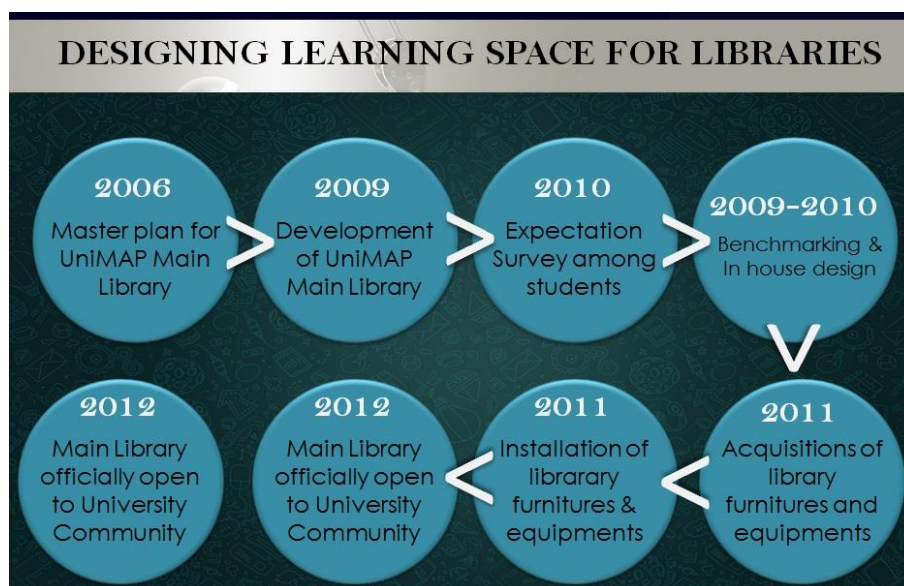 DESIGNING LEARNING SPACE FOR LIBRARIES
2006
Master plan for
UniMAP Main
Library
2009
Development
of UniMAP
Main Library
2010
Expectation
Survey among
students
2009-2010
Benchmarking &
In house design
2011
Acquisitions of
library
furnitures and
equipments
2011
Installation of
librarary
furnitures &
equipments
2012
Main Library
officially open
to University
Community
2012
Main Library
officially open
to University
Community